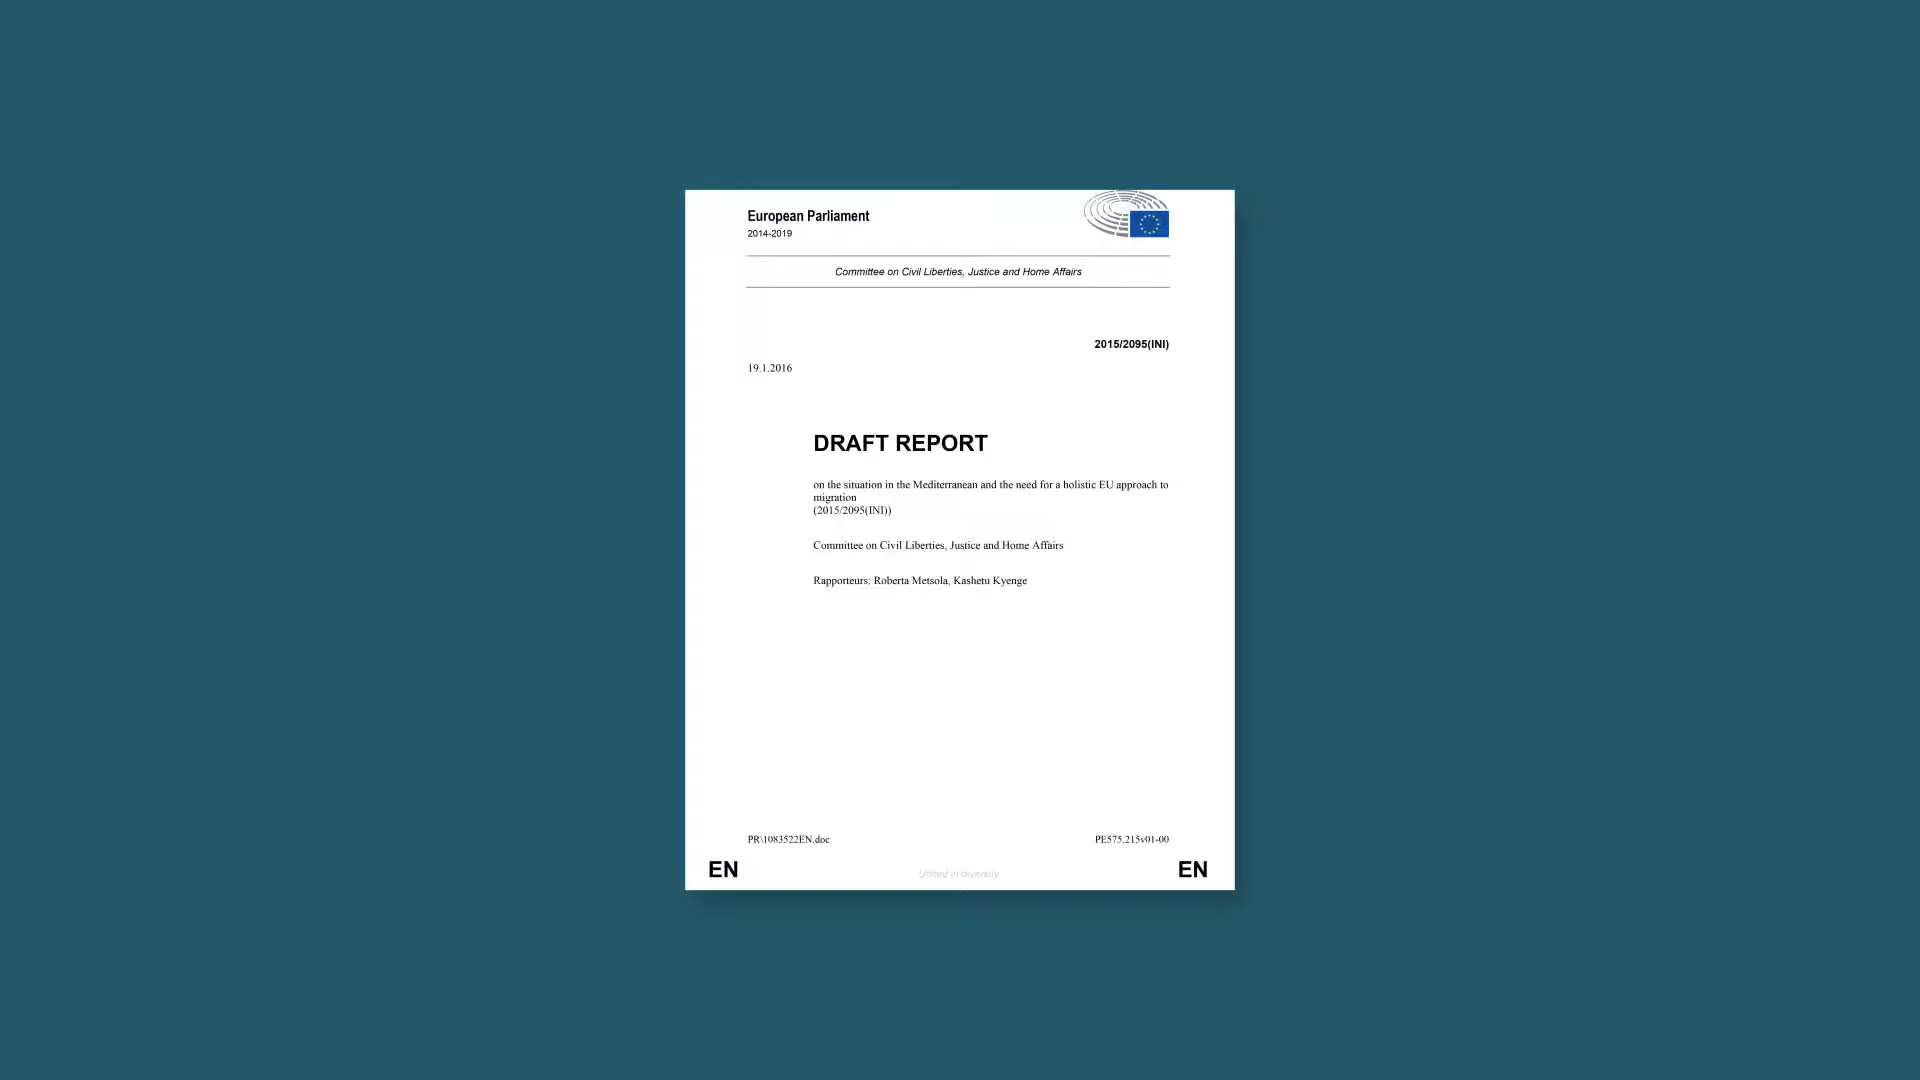 European Parliament
2014-2019
Committee on Civil Liberties, Justice and Home Affairs
2015/2095(INI)
19.1.2016
DRAFT REPORT
on the situation in the Mediterranean and the need for a holistic EU approach to
migration
(2015/2095(INI))
Committee on Civil Liberties, Justice and Home Affairs
Rapporteurs: Roberta Metsola, Kashetu Kyenge
PR\1083522EN.doc
PE575.215v01-00
EN
United in diversity
EN